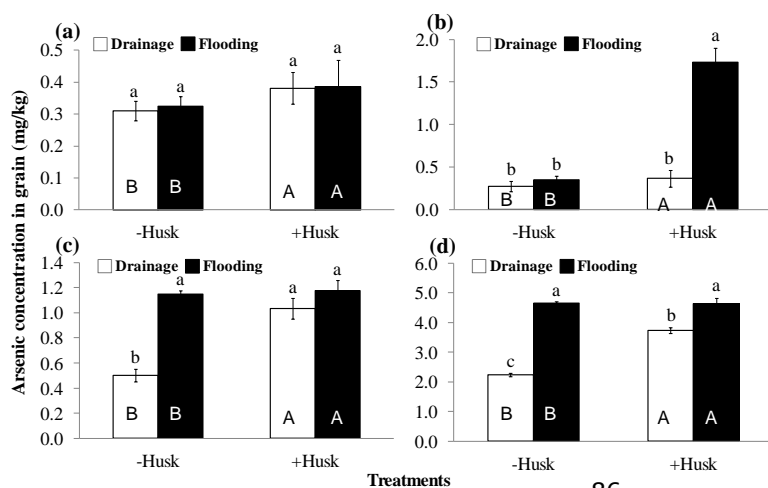 Arsenic concentration in grain (mg/kg)
(a)
Drainage Flooding
0.5
0.4
0.3
0.2
0.1
0.0
a a a a
B B A A
-Husk +Husk
(b)
Drainage Flooding
2.0
1.5
1.0
0.5
0.0
b b b a
B B A A
-Husk +Husk
(c)
Drainage Flooding
1.4
1.2
1.0
0.8
0.6
0.4
0.2
0.0
b a a a
B B A A
-Husk +Husk
(d)
Drainage Flooding
6.0
5.0
4.0
3.0
2.0
1.0
0.0
c a b a
B B A A
-Husk +Husk
Treatments